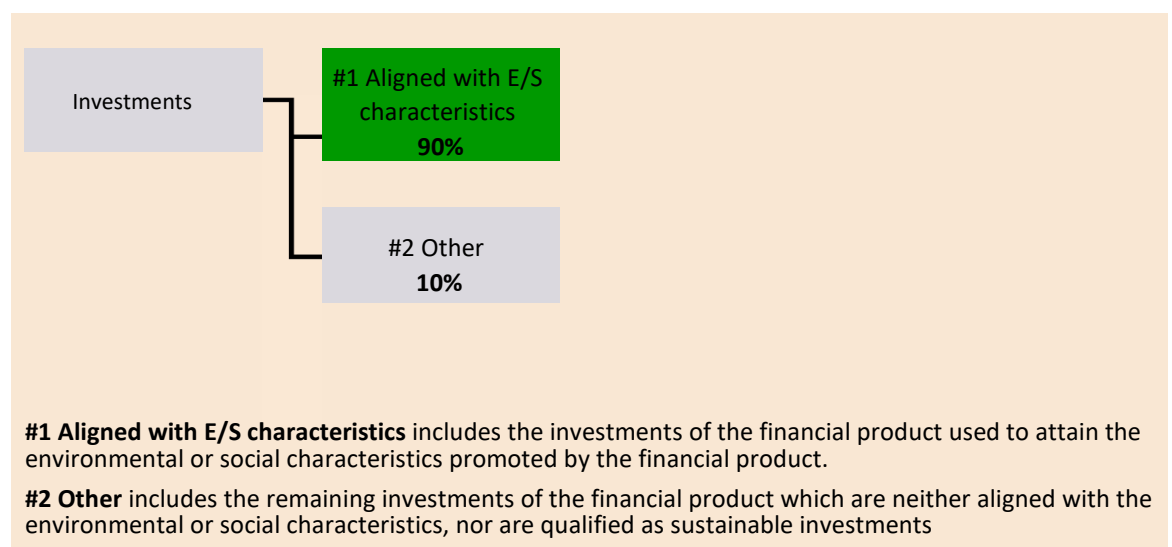 Investments
#1 Aligned with E/S
characteristics
90%
#2 Other
10%
#1 Aligned with E/S characteristics includes the investments of the financial product used to attain the
environmental or social characteristics promoted by the financial product.
#2 Other includes the remaining investments of the financial product which are neither aligned with the
environmental or social characteristics, nor are qualified as sustainable investments